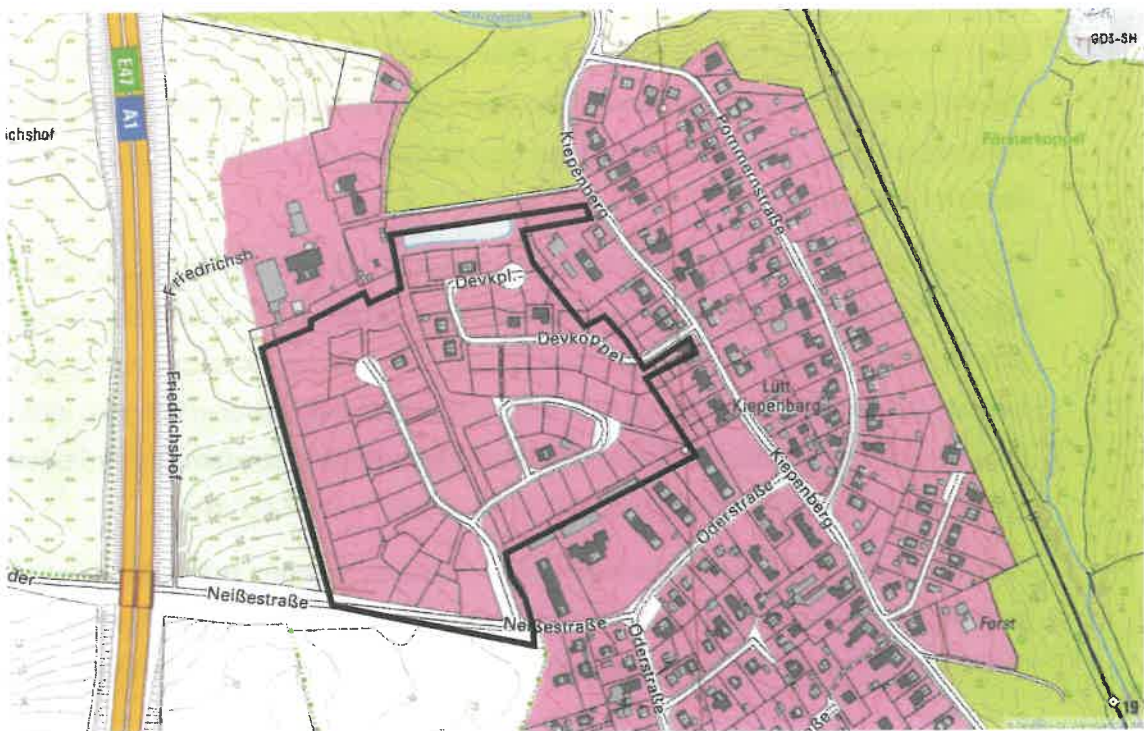 GDI-SH
E47
A1
ichshof
Kiepenberg
Pommernstraße
Försterkoppel
Friedrichsh.
Devkpl.
Devkoppel
Friedrichshof
Lütt
Kiepenbarg
Kiepenberg
Oderstraße
der
Neißestraße
Neißestraße
Oderstraße
Forst
19